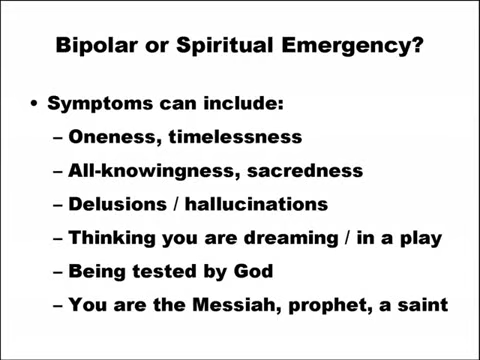 Bipolar or Spiritual Emergency?
• Symptoms can include:
– Oneness, timelessness
– All-knowingness, sacredness
– Delusions / hallucinations
– Thinking you are dreaming / in a play
– Being tested by God
– You are the Messiah, prophet, a saint